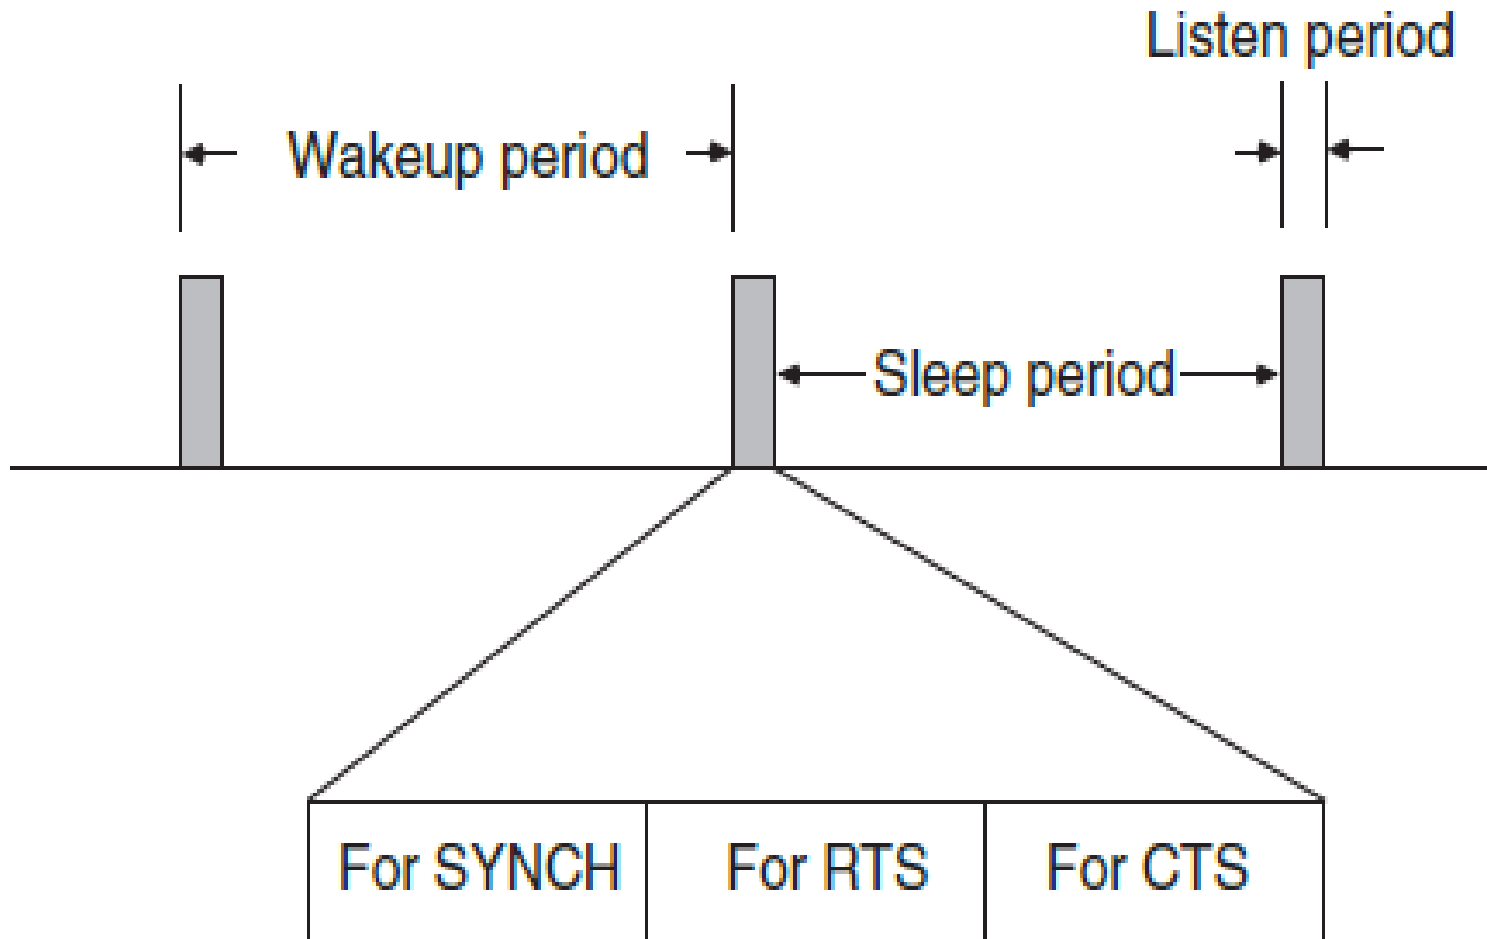 Listen period
Wakeup period
Sleep period
For SYNCH
For RTS
For CTS